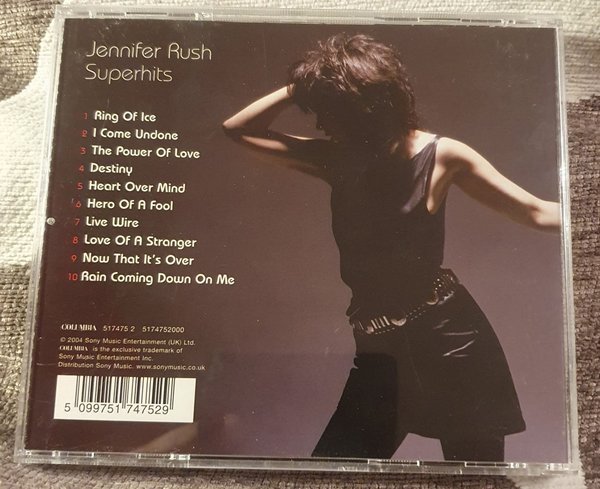 Jennifer Rush
Superhits
1 Ring Of Ice
2 I Come Undone
3 The Power Of Love
4 Destiny
5 Heart Over Mind
6 Hero Of A Fool
7 Live Wire
8 Love Of A Stranger
9 Now That It's Over
10 Rain Coming Down On Me
COLUMBIA 517475 2 5174752000
© 2004 Sony Music Entertainment (UK) Ltd.
COLUMBIA is the exclusive trademark of
Sony Music Entertainment Inc.
Distribution Sony Music. www.sonymusic.co.uk
5 099751 747529